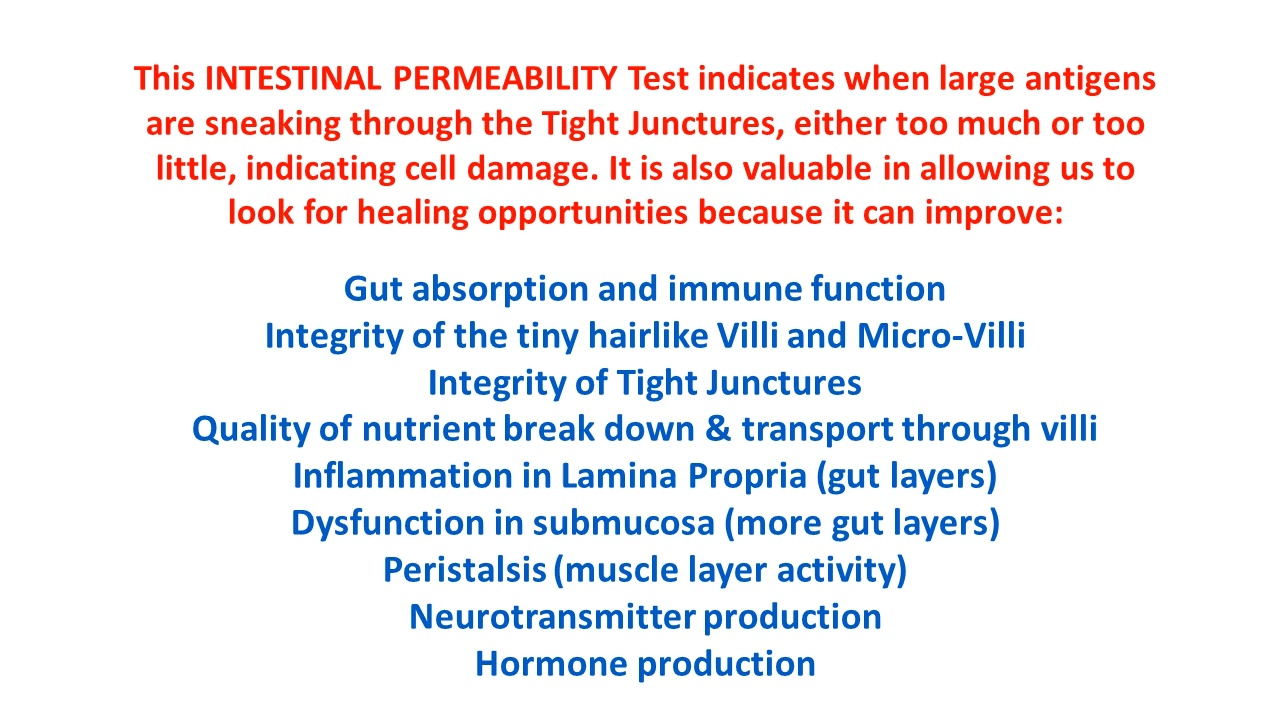 This INTESTINAL PERMEABILITY Test indicates when large antigens
are sneaking through the Tight Junctures, either too much or too
little, indicating cell damage. It is also valuable in allowing us to
look for healing opportunities because it can improve:
Gut absorption and immune function
Integrity of the tiny hairlike Villi and Micro-Villi
Integrity of Tight Junctures
Quality of nutrient break down & transport through villi
Inflammation in Lamina Propria (gut layers)
Dysfunction in submucosa (more gut layers)
Peristalsis (muscle layer activity)
Neurotransmitter production
Hormone production